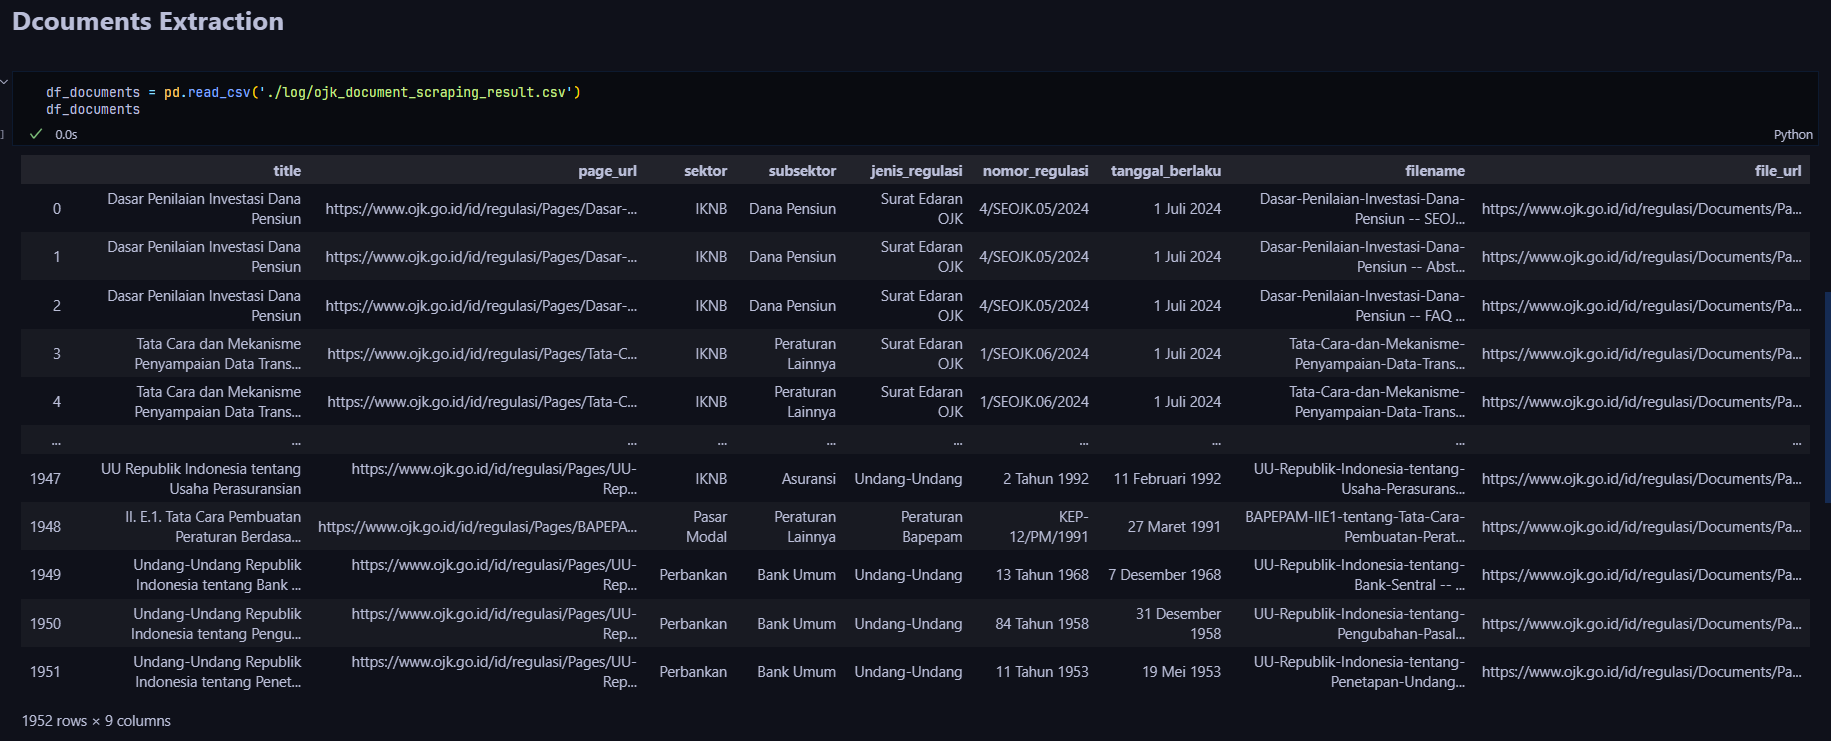 Dcouments Extraction
df_documents = pd.read_csv('./log/ojk_document_scraping_result.csv')
df_documents
] ✓ 0.0s Python
title page_url sektor subsektor jenis_regulasi nomor_regulasi tanggal_berlaku filename file_url
0 Dasar Penilaian Investasi Dana Pensiun https://www.ojk.go.id/id/regulasi/Pages/Dasar-... IKNB Dana Pensiun Surat Edaran OJK 4/SEOJK.05/2024 1 Juli 2024 Dasar-Penilaian-Investasi-Dana-Pensiun -- SEOJ... https://www.ojk.go.id/id/regulasi/Documents/Pa...
1 Dasar Penilaian Investasi Dana Pensiun https://www.ojk.go.id/id/regulasi/Pages/Dasar-... IKNB Dana Pensiun Surat Edaran OJK 4/SEOJK.05/2024 1 Juli 2024 Dasar-Penilaian-Investasi-Dana-Pensiun -- Abst... https://www.ojk.go.id/id/regulasi/Documents/Pa...
2 Dasar Penilaian Investasi Dana Pensiun https://www.ojk.go.id/id/regulasi/Pages/Dasar-... IKNB Dana Pensiun Surat Edaran OJK 4/SEOJK.05/2024 1 Juli 2024 Dasar-Penilaian-Investasi-Dana-Pensiun -- FAQ ... https://www.ojk.go.id/id/regulasi/Documents/Pa...
3 Tata Cara dan Mekanisme Penyampaian Data Trans... https://www.ojk.go.id/id/regulasi/Pages/Tata-C... IKNB Peraturan Lainnya Surat Edaran OJK 1/SEOJK.06/2024 1 Juli 2024 Tata-Cara-dan-Mekanisme-Penyampaian-Data-Trans... https://www.ojk.go.id/id/regulasi/Documents/Pa...
4 Tata Cara dan Mekanisme Penyampaian Data Trans... https://www.ojk.go.id/id/regulasi/Pages/Tata-C... IKNB Peraturan Lainnya Surat Edaran OJK 1/SEOJK.06/2024 1 Juli 2024 Tata-Cara-dan-Mekanisme-Penyampaian-Data-Trans... https://www.ojk.go.id/id/regulasi/Documents/Pa...
... ... ... ... ... ... ... ... ... ...
1947 UU Republik Indonesia tentang Usaha Perasuransian https://www.ojk.go.id/id/regulasi/Pages/UU-Rep... IKNB Asuransi Undang-Undang 2 Tahun 1992 11 Februari 1992 UU-Republik-Indonesia-tentang-Usaha-Perasurans... https://www.ojk.go.id/id/regulasi/Documents/Pa...
1948 II. E.1. Tata Cara Pembuatan Peraturan Berdasa... https://www.ojk.go.id/id/regulasi/Pages/BAPEPA... Pasar Modal Peraturan Lainnya Peraturan Bapepam KEP-12/PM/1991 27 Maret 1991 BAPEPAM-IIE1-tentang-Tata-Cara-Pembuatan-Perat... https://www.ojk.go.id/id/regulasi/Documents/Pa...
1949 Undang-Undang Republik Indonesia tentang Bank ... https://www.ojk.go.id/id/regulasi/Pages/UU-Rep... Perbankan Bank Umum Undang-Undang 13 Tahun 1968 7 Desember 1968 UU-Republik-Indonesia-tentang-Bank-Sentral -- ... https://www.ojk.go.id/id/regulasi/Documents/Pa...
1950 Undang-Undang Republik Indonesia tentang Pengu... https://www.ojk.go.id/id/regulasi/Pages/UU-Rep... Perbankan Bank Umum Undang-Undang 84 Tahun 1958 31 Desember 1958 UU-Republik-Indonesia-tentang-Pengubahan-Pasal... https://www.ojk.go.id/id/regulasi/Documents/Pa...
1951 Undang-Undang Republik Indonesia tentang Penet... https://www.ojk.go.id/id/regulasi/Pages/UU-Rep... Perbankan Bank Umum Undang-Undang 11 Tahun 1953 19 Mei 1953 UU-Republik-Indonesia-tentang-Penetapan-Undang... https://www.ojk.go.id/id/regulasi/Documents/Pa...
1952 rows × 9 columns